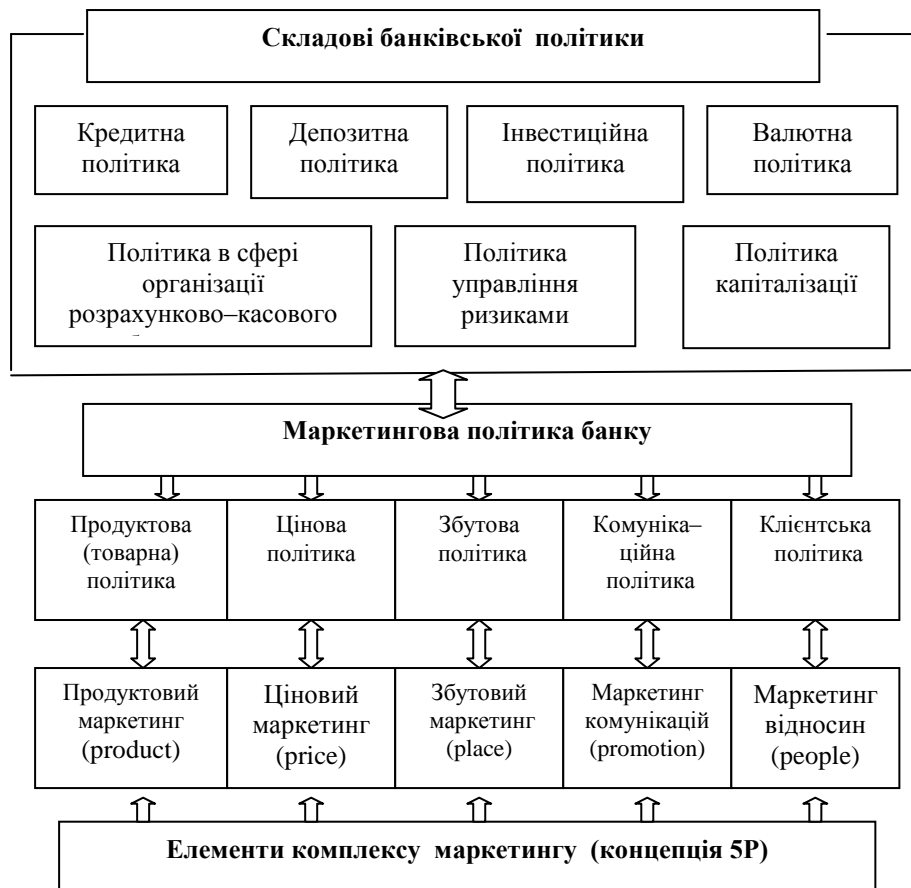 Складові банківської політики
Кредитна
політика
Депозитна
політика
Інвестиційна
політика
Валютна
політика
Політика в сфері
організації
розрахунково–касового
Політика
управління
ризиками
Політика
капіталізації
Маркетингова політика банку
Продуктова
(товарна)
політика
Цінова
політика
Збутова
політика
Комуніка–
ційна
політика
Клієнтська
політика
Продуктовий
маркетинг
(product)
Ціновий
маркетинг
(price)
Збутовий
маркетинг
(place)
Маркетинг
комунікацій
(promotion)
Маркетинг
відносин
(people)
Елементи комплексу маркетингу (концепція 5Р)